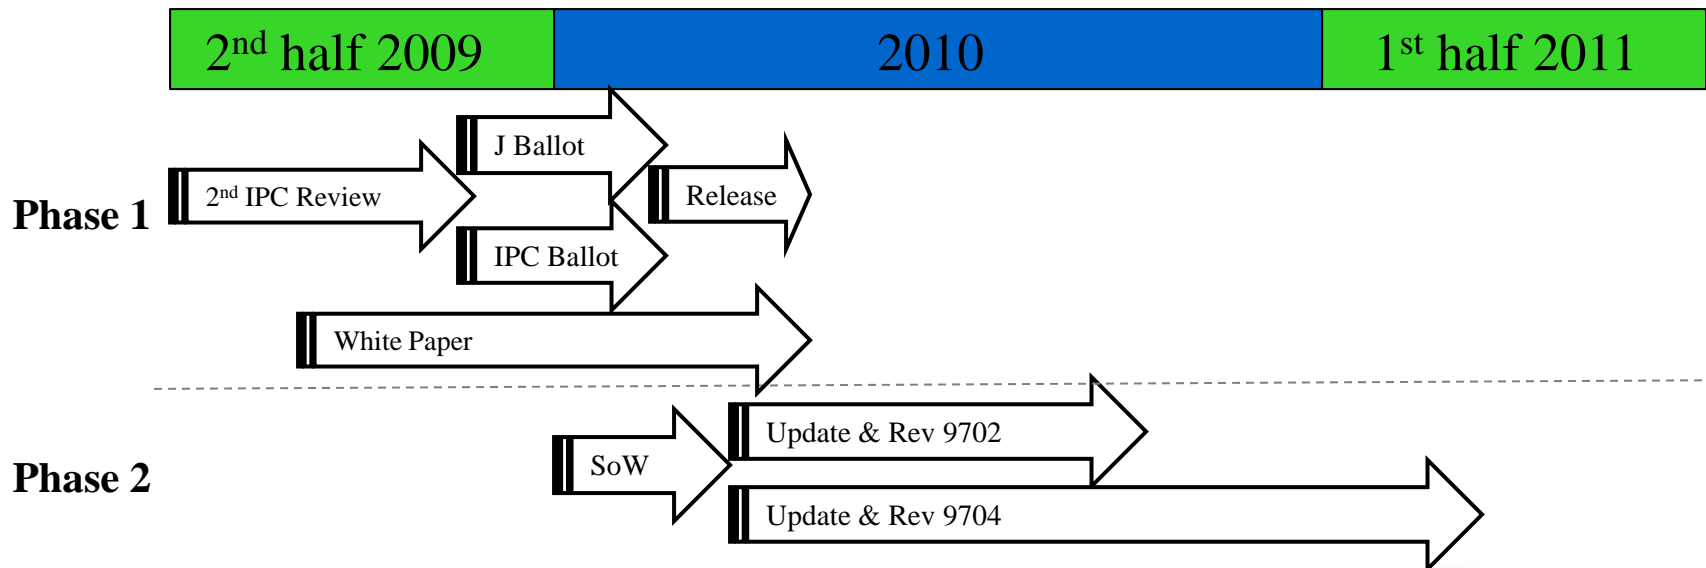 2nd half 2009
2010
1st half 2011
Phase 1
J Ballot
2nd IPC Review
Release
IPC Ballot
White Paper
Phase 2
Update & Rev 9702
SoW
Update & Rev 9704